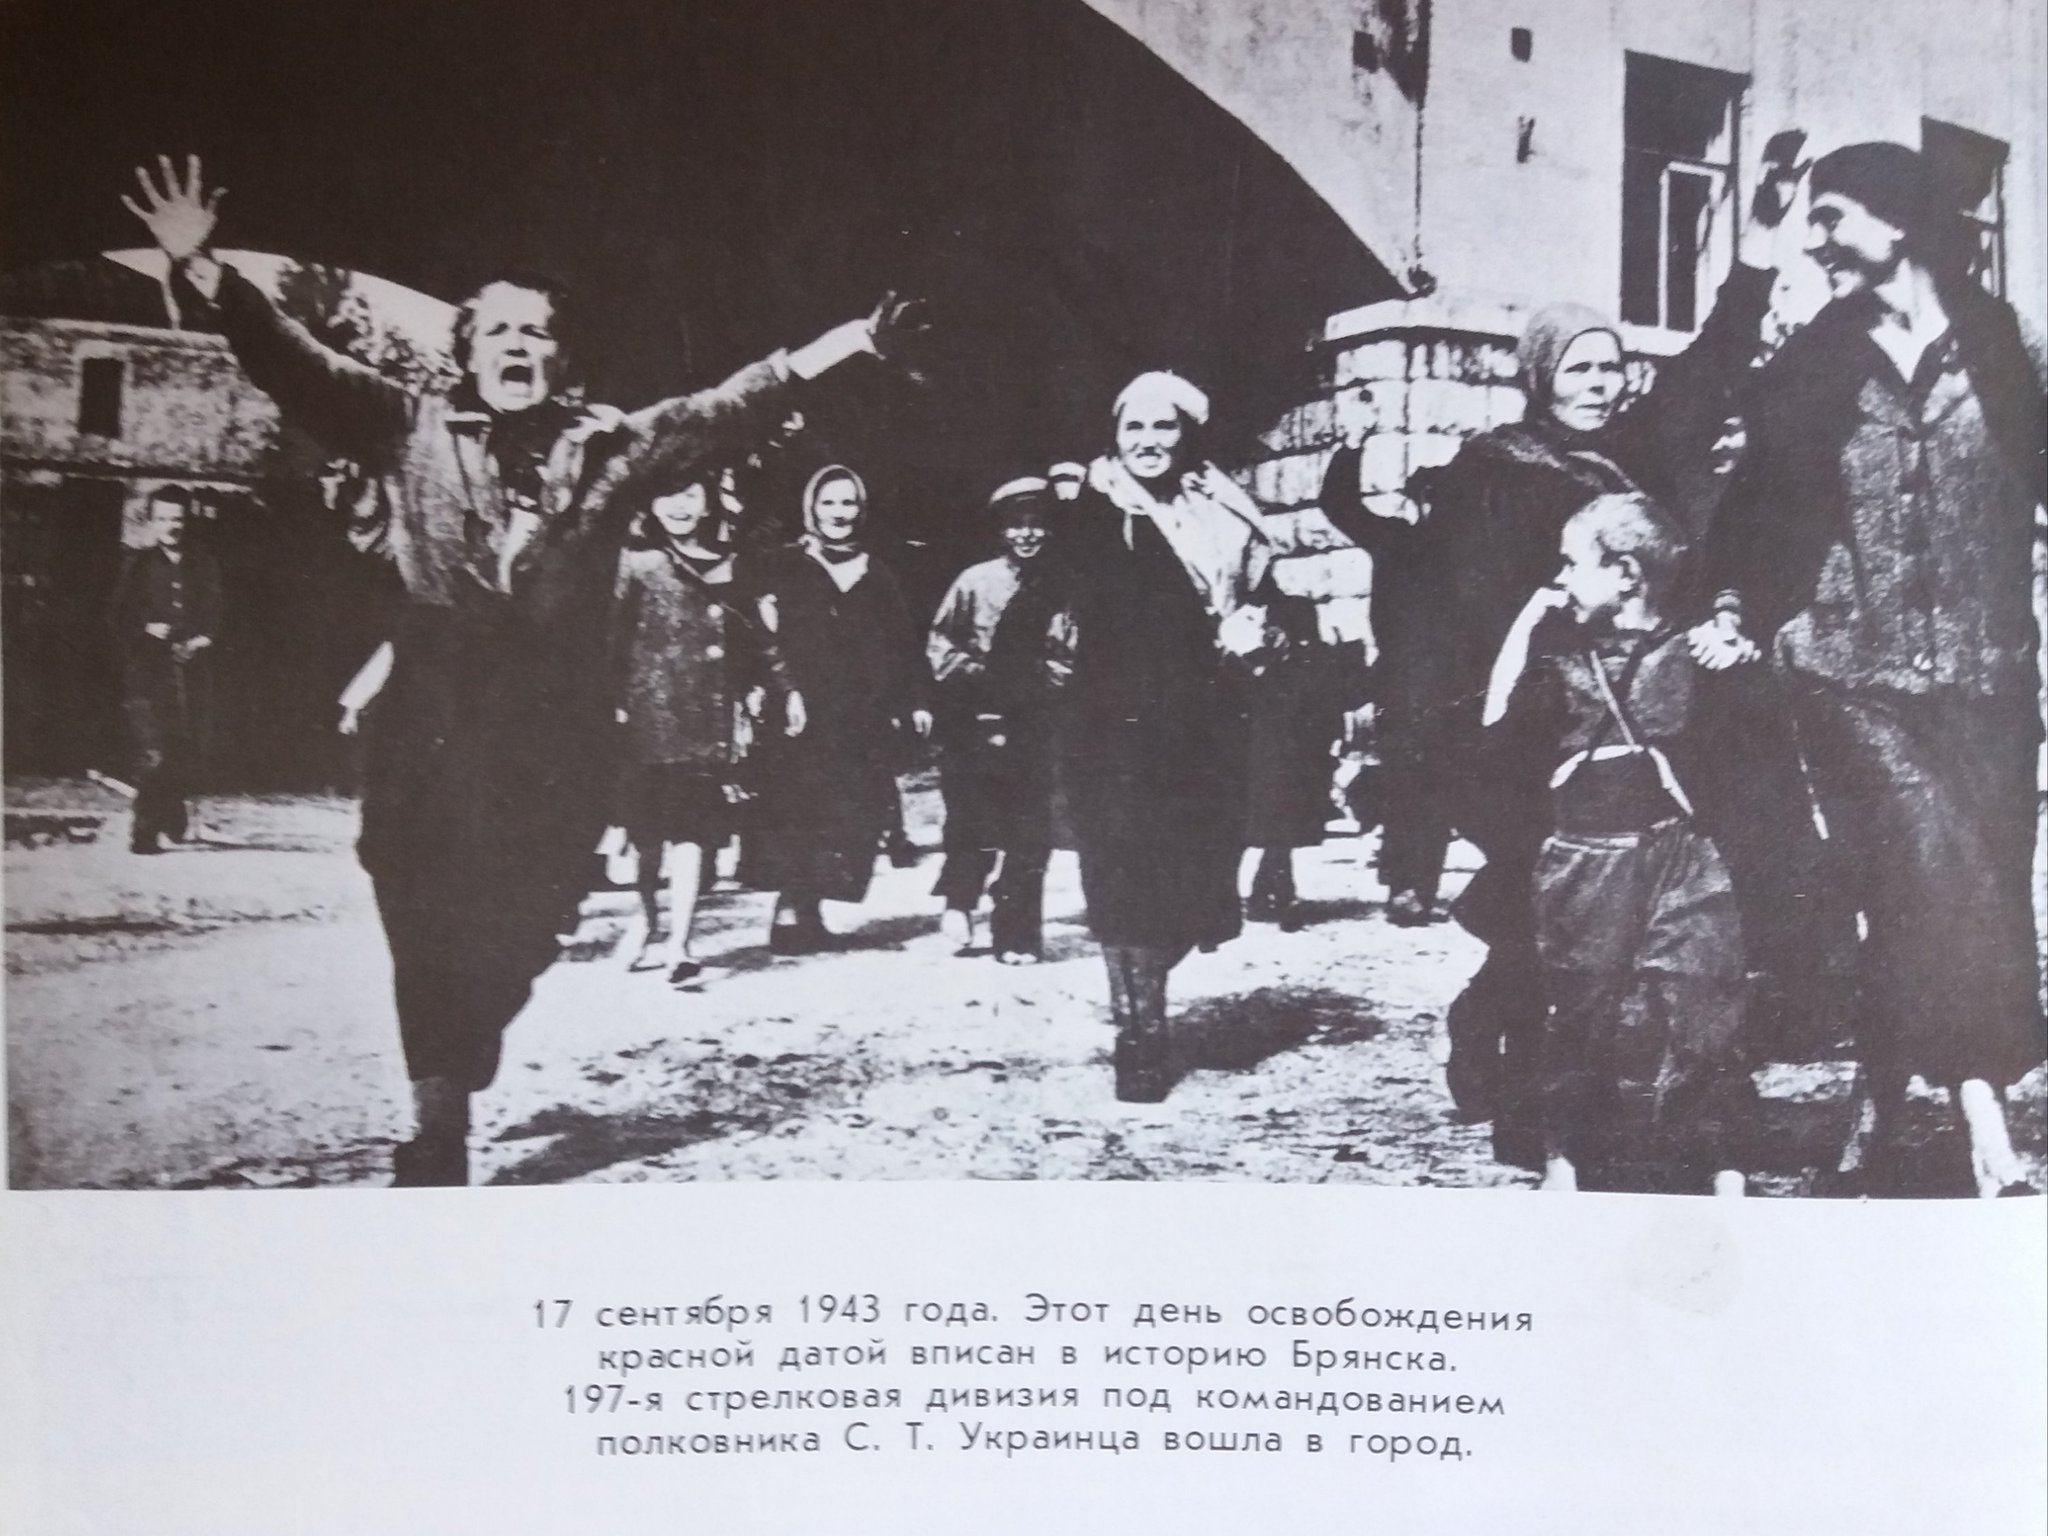 17 сентября 1943 года. Этот день освобождения
красной датой вписан в историю Брянска.
197-я стрелковая дивизия под командованием
полковника С. Т. Украинца вошла в город.